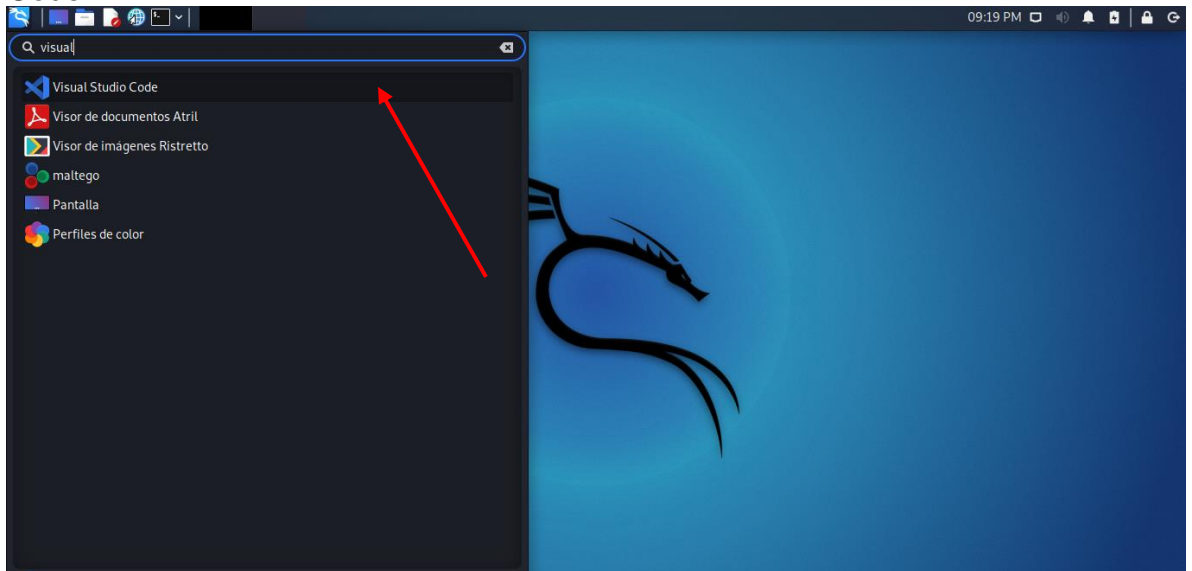 09:19 PM
visual
Visual Studio Code
Visor de documentos Atril
Visor de imágenes Ristretto
maltego
Pantalla
Perfiles de color